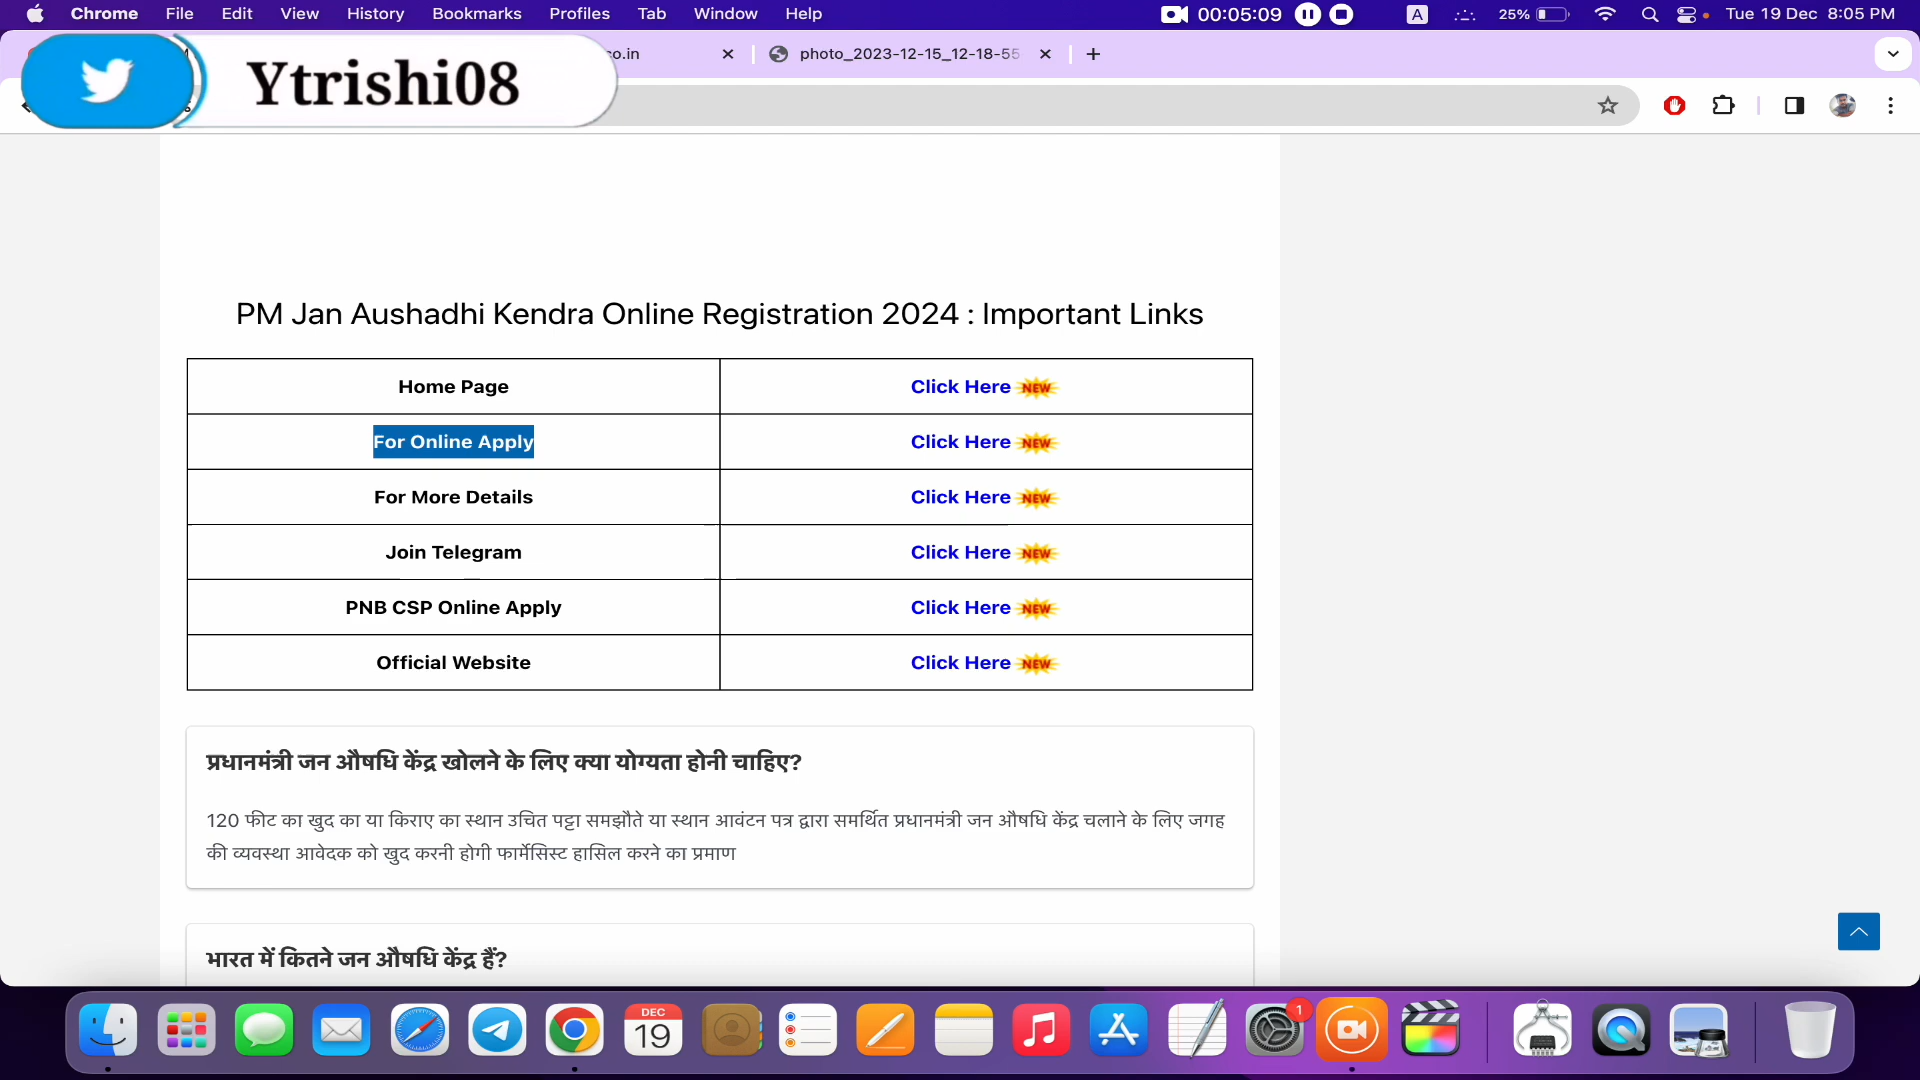 Chrome File Edit View History Bookmarks Profiles Tab Window Help 00:05:09 A 25% Tue 19 Dec 8:05 PM
co.in photo_2023-12-15_12-18-55
Ytrishi08
PM Jan Aushadhi Kendra Online Registration 2024 : Important Links
Home Page Click Here NEW
For Online Apply Click Here NEW
For More Details Click Here NEW
Join Telegram Click Here NEW
PNB CSP Online Apply Click Here NEW
Official Website Click Here NEW
प्रधानमंत्री जन औषधि केंद्र खोलने के लिए क्या योग्यता होनी चाहिए?
120 फीट का खुद का या किराए का स्थान उचित पट्टा समझौते या स्थान आवंटन पत्र द्वारा समर्थित प्रधानमंत्री जन औषधि केंद्र चलाने के लिए जगह
की व्यवस्था आवेदक को खुद करनी होगी फार्मेसिस्ट हासिल करने का प्रमाण
भारत में कितने जन औषधि केंद्र हैं?
DEC
19
1